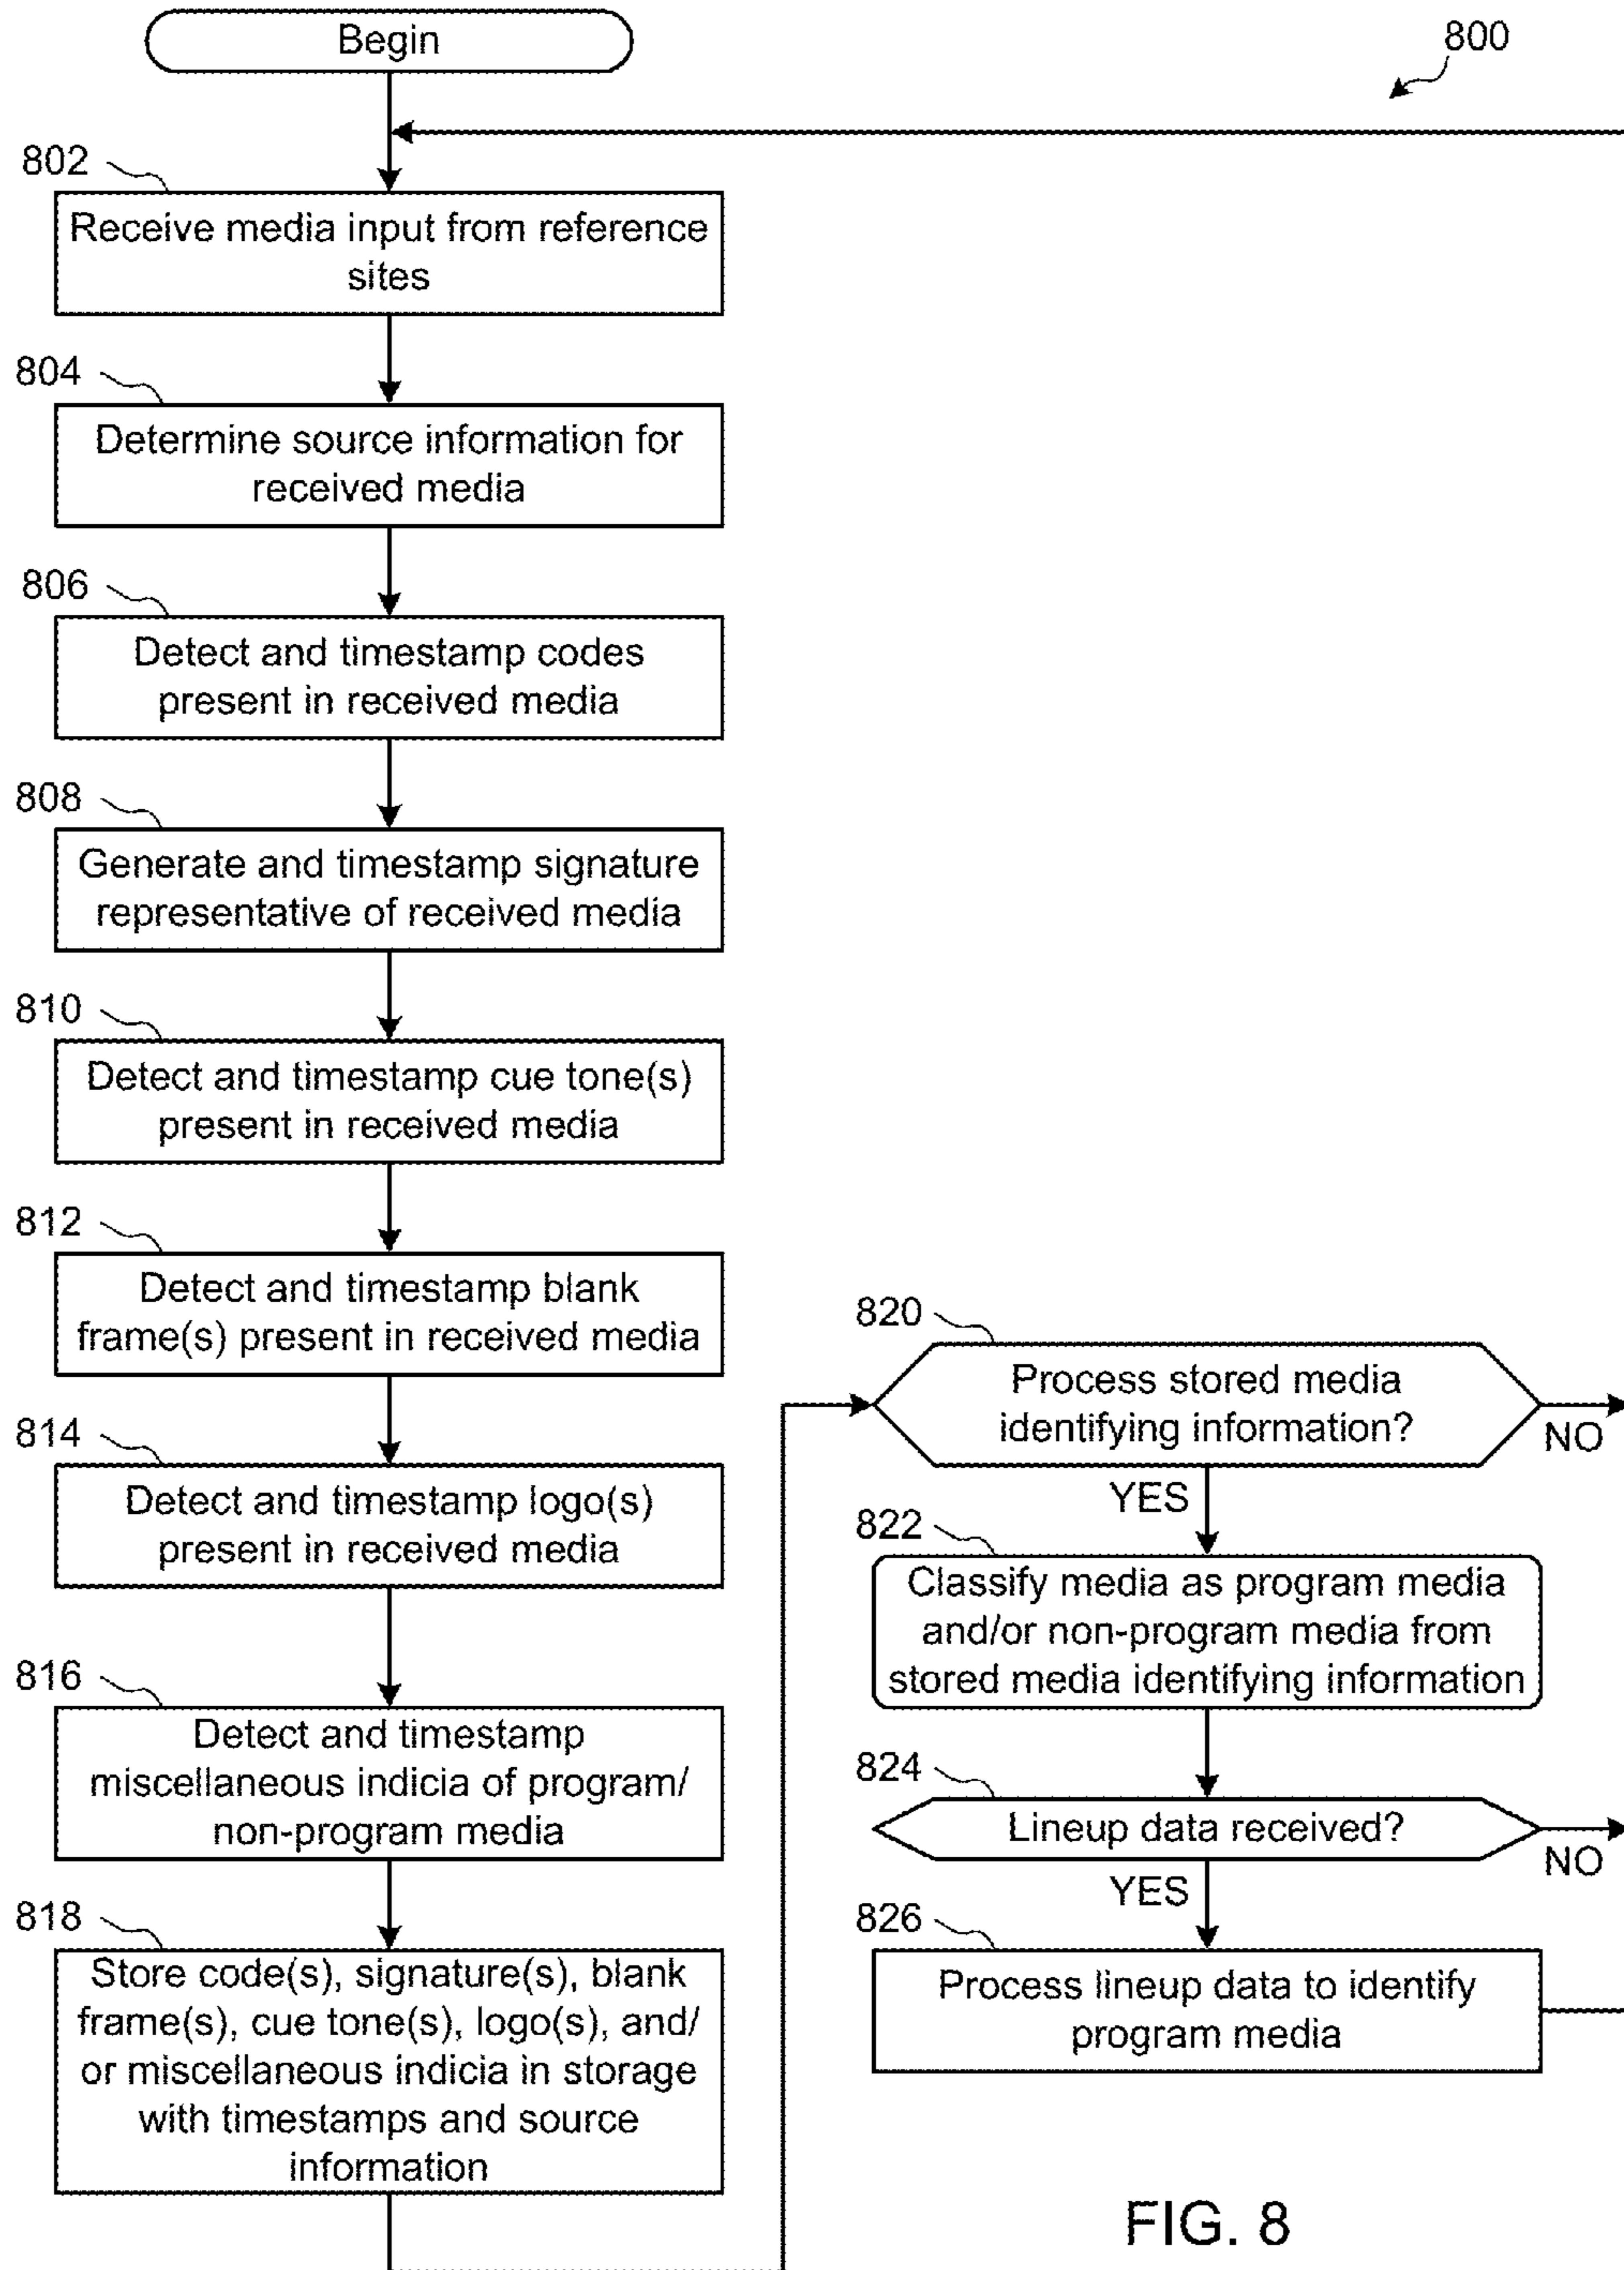 Begin
800
802
Receive media input from reference
sites
804
Determine source information for
received media
806
Detect and timestamp codes
present in received media
808
Generate and timestamp signature
representative of received media
810
Detect and timestamp cue tone(s)
present in received media
812
Detect and timestamp blank
frame(s) present in received media
814
Detect and timestamp logo(s)
present in received media
816
Detect and timestamp
miscellaneous indicia of program/
non-program media
818
Store code(s), signature(s), blank
frame(s), cue tone(s), logo(s), and/
or miscellaneous indicia in storage
with timestamps and source
information
820
Process stored media
identifying information?
NO
YES
822
Classify media as program media
and/or non-program media from
stored media identifying information
824
Lineup data received?
NO
YES
826
Process lineup data to identify
program media
FIG. 8